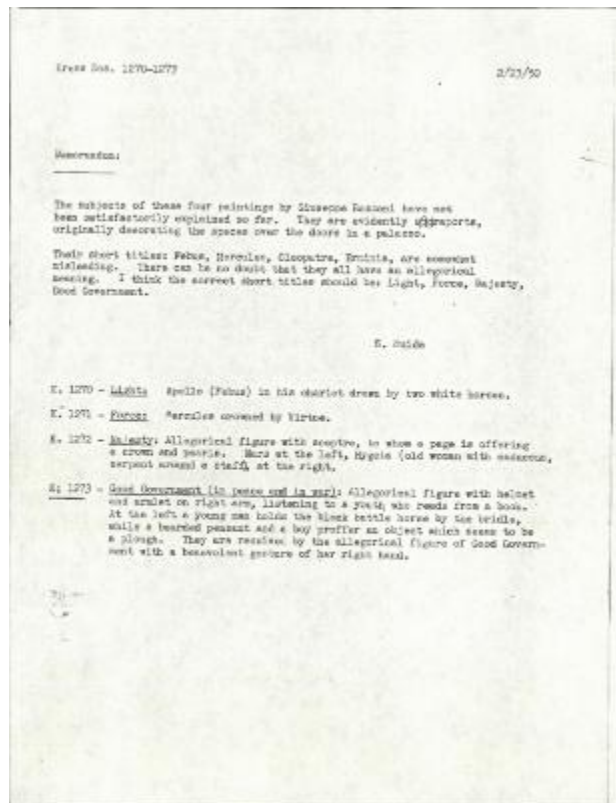 Kress Nos. 1270-1273 2/23/50
Memorandum:
The subjects of these four paintings by Giuseppe have not
been satisfactorily explained so far. They are evidently
originally decorating the spaces over the doors in a palazzo.
Their short titles: Febus, Hercules, Cleopatra, Erminia, are somewhat
misleading. There can be no doubt that they all have an allegorical
meaning. I think the correct short titles should be: Light, Force, Majesty,
Good Government.
Suida
K. 1270 - Light: Apollo (Febus) in his chariot drawn by two white horses.
K. 1271 - Force: Hercules crowned by Virtue.
K. 1272 - Majesty: Allegorical figure with sceptre, to whom a page is offering
a crown and pearls. Mars at the left, Hygeia (old woman with caduceus,
serpent around a staff, at the right.
K. 1273 - Good Government (in peace and in war): Allegorical figure with helmet
and armlet on right arm, listening to a youth who reads from a book.
At the left a young man holds the black battle horse by the bridle,
while a bearded peasant and a boy proffer an object which seems to be
a plough. They are received by the allegorical figure of Good Govern-
ment with a benevolent gesture of her right hand.